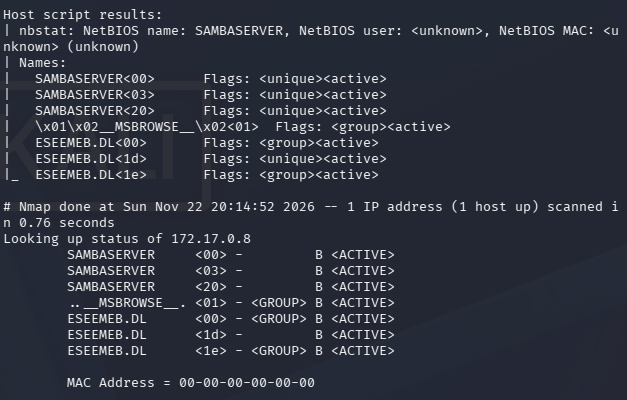 Host script results:
| nbstat: NetBIOS name: SAMBASERVER, NetBIOS user: <unknown>, NetBIOS MAC: <u
nknown> (unknown)
| Names:
|   SAMBASERVER<00>      Flags: <unique><active>
|   SAMBASERVER<03>      Flags: <unique><active>
|   SAMBASERVER<20>      Flags: <unique><active>
|   \x01\x02__MSBROWSE__\x02<01>  Flags: <group><active>
|   ESEEMEB.DL<00>       Flags: <group><active>
|   ESEEMEB.DL<1d>       Flags: <unique><active>
|_  ESEEMEB.DL<1e>       Flags: <group><active>
# Nmap done at Sun Nov 22 20:14:52 2026 -- 1 IP address (1 host up) scanned i
n 0.76 seconds
Looking up status of 172.17.0.8
        SAMBASERVER     <00> -         B <ACTIVE>
        SAMBASERVER     <03> -         B <ACTIVE>
        SAMBASERVER     <20> -         B <ACTIVE>
        ..__MSBROWSE__. <01> - <GROUP> B <ACTIVE>
        ESEEMEB.DL      <00> - <GROUP> B <ACTIVE>
        ESEEMEB.DL      <1d> -         B <ACTIVE>
        ESEEMEB.DL      <1e> - <GROUP> B <ACTIVE>
        MAC Address = 00-00-00-00-00-00